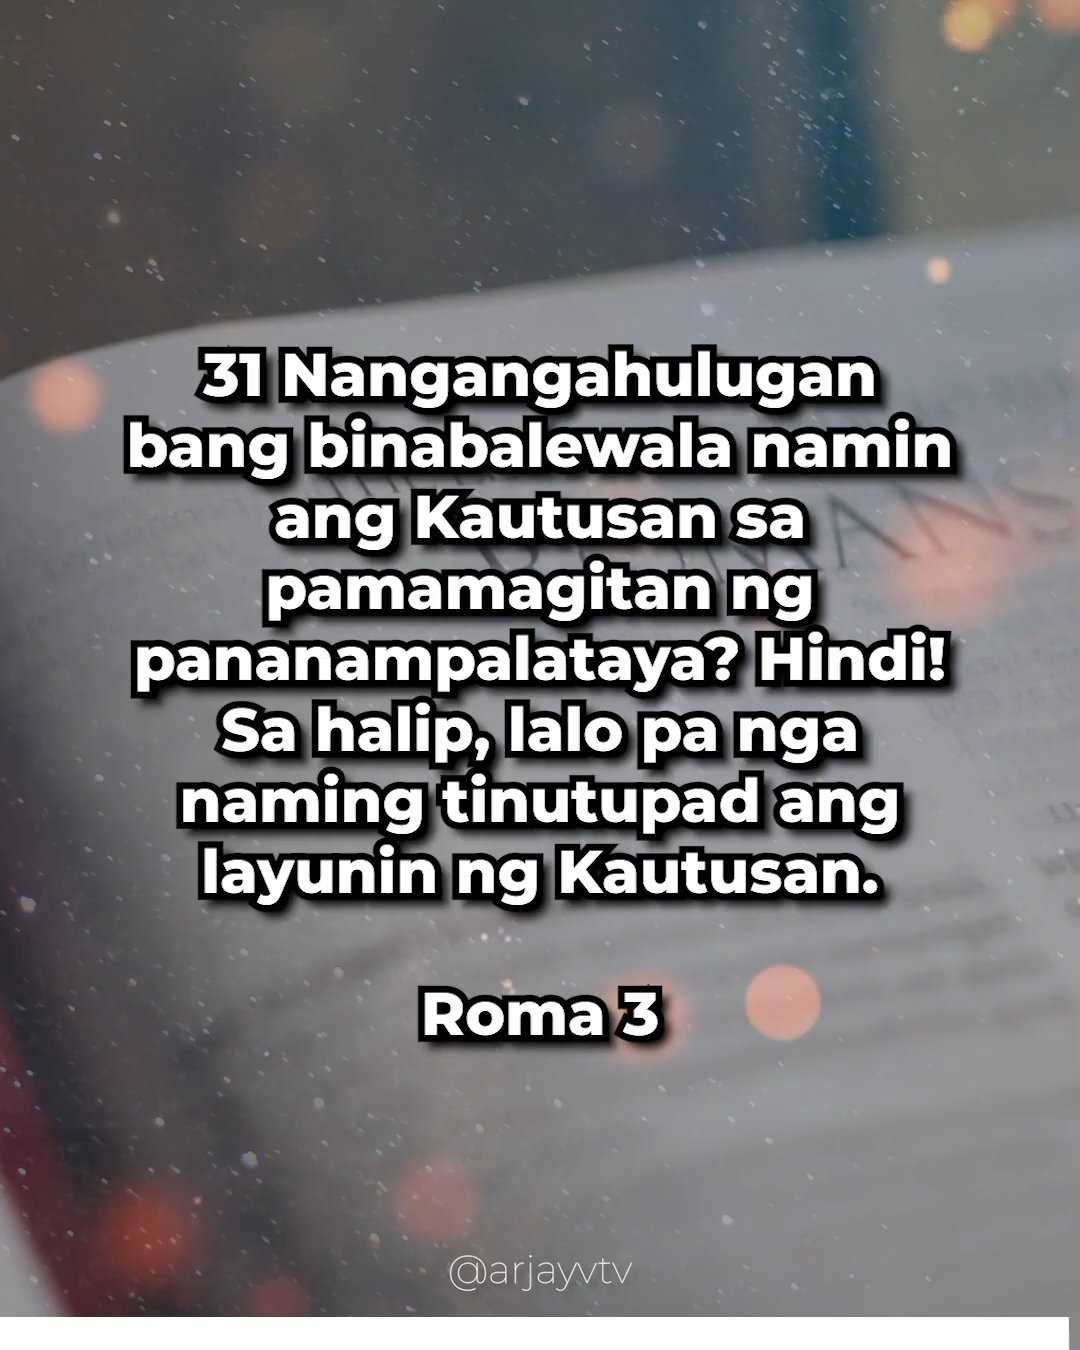 31 Nangangahulugan
bang binabalewala namin
ang Kautusan sa
pamamagitan ng
pananampalataya? Hindi!
Sa halip, lalo pa nga
naming tinutupad ang
layunin ng Kautusan.
Roma 3
@arjayvtv